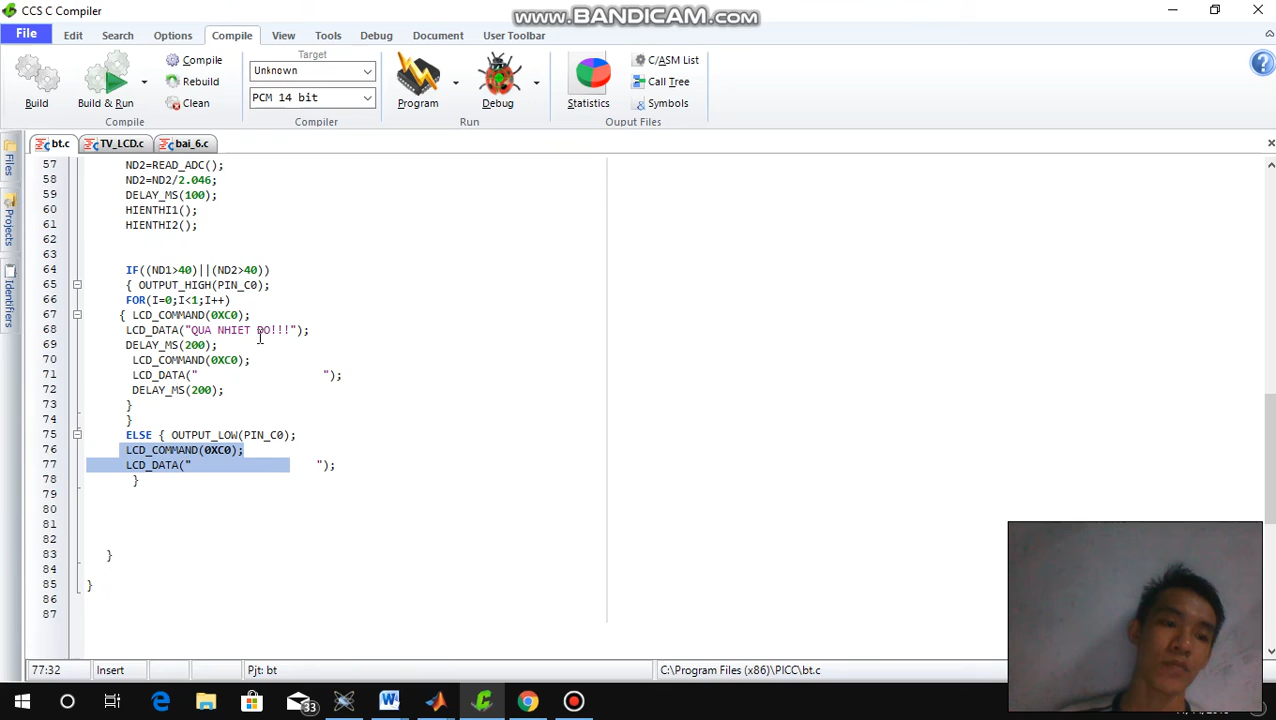 CCS C Compiler
www.BANDICAM.com
File Edit Search Options Compile View Tools Debug Document User Toolbar
Build
Build & Run
Compile
Rebuild
Clean
Compile
Target
Unknown
PCM 14 bit
Compiler
Program
Debug
Run
Statistics
C/ASM List
Call Tree
Symbols
Ouput Files
Files
Projects
Identifiers
bt.c TV_LCD.c bai_6.c
57 ND2=READ_ADC();
58 ND2=ND2/2.046;
59 DELAY_MS(100);
60 HIENTHI1();
61 HIENTHI2();
62
63
64 IF((ND1>40)||(ND2>40))
65 { OUTPUT_HIGH(PIN_C0);
66 FOR(I=0;I<1;I++)
67 { LCD_COMMAND(0XC0);
68 LCD_DATA("QUA NHIET DO!!!");
69 DELAY_MS(200);
70 LCD_COMMAND(0XC0);
71 LCD_DATA("                    ");
72 DELAY_MS(200);
73 }
74 }
75 ELSE { OUTPUT_LOW(PIN_C0);
76 LCD_COMMAND(0XC0);
77 LCD_DATA("                    ");
78 }
79
80
81
82
83 }
84
85 }
86
87
77:32 Insert Pjt: bt C:\Program Files (x86)\PICC\bt.c
33